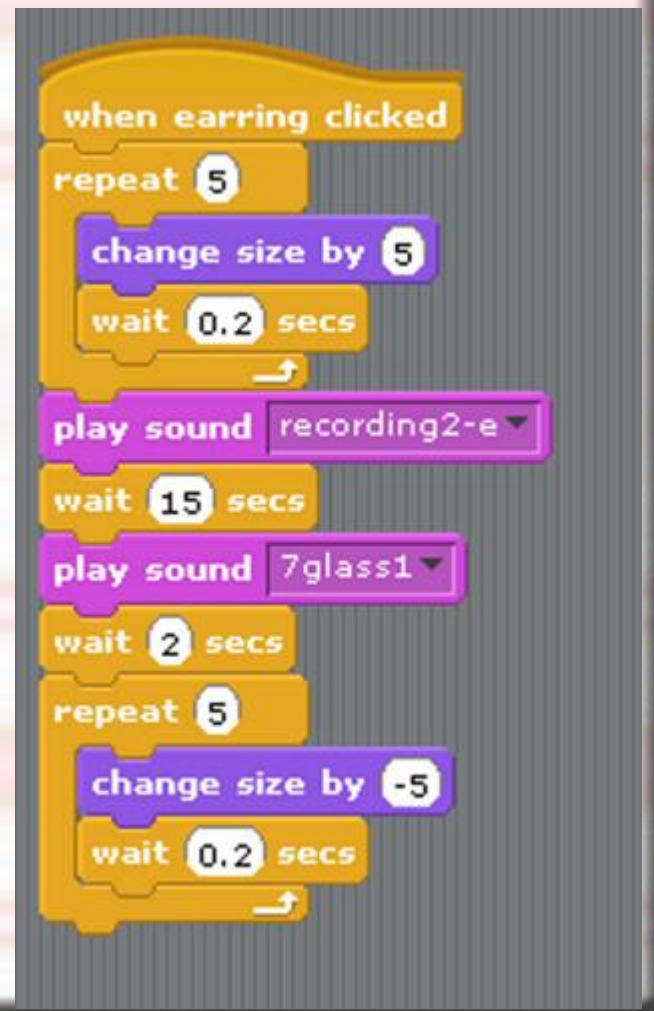 when earring clicked
repeat 5
change size by 5
wait 0.2 secs
play sound recording2-e
wait 15 secs
play sound 7glass1
wait 2 secs
repeat 5
change size by -5
wait 0.2 secs